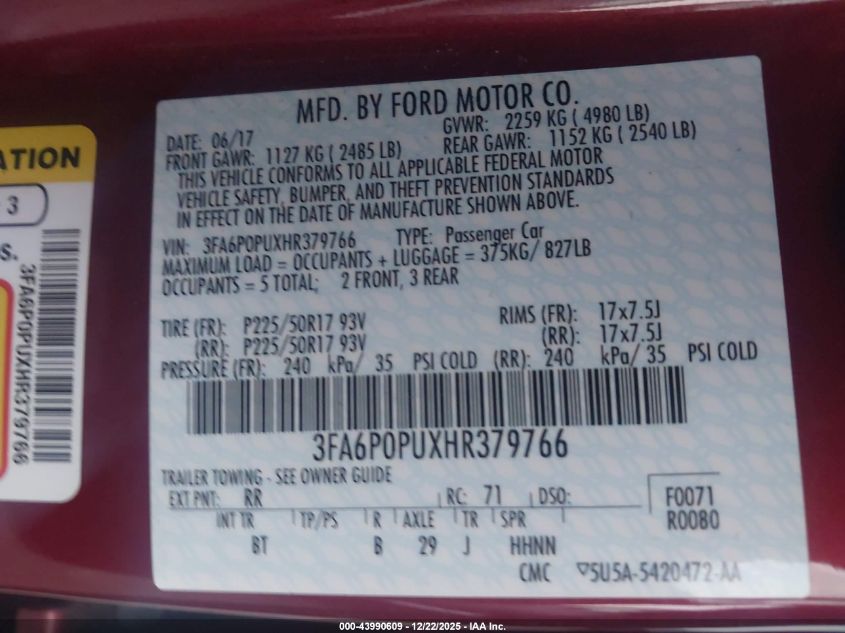 MFD. BY FORD MOTOR CO.
DATE: 06/17 GVWR: 2259 KG ( 4980 LB)
FRONT GAWR: 1127 KG ( 2485 LB) REAR GAWR: 1152 KG ( 2540 LB)
THIS VEHICLE CONFORMS TO ALL APPLICABLE FEDERAL MOTOR
VEHICLE SAFETY, BUMPER, AND THEFT PREVENTION STANDARDS
IN EFFECT ON THE DATE OF MANUFACTURE SHOWN ABOVE.
VIN: 3FA6P0PUXHR379766 TYPE: Passenger Car
MAXIMUM LOAD = OCCUPANTS + LUGGAGE = 375KG/ 827LB
OCCUPANTS = 5 TOTAL; 2 FRONT, 3 REAR
TIRE (FR): P225/50R17 93V RIMS (FR): 17x7.5J
(RR): P225/50R17 93V (RR): 17x7.5J
PRESSURE (FR): 240 kPa/ 35 PSI COLD (RR): 240 kPa/ 35 PSI COLD
3FA6P0PUXHR379766
TRAILER TOWING - SEE OWNER GUIDE
EXT PNT: RR RC: 71 DSO: F0071
INT TR TP/PS R AXLE TR SPR R0080
BT B 29 J HHNN
CMC 5U5A-5420472-AA
ATION
3
S.
3FA6P0PUXHR379766
000-43990609 - 12/22/2025 - IAA Inc.